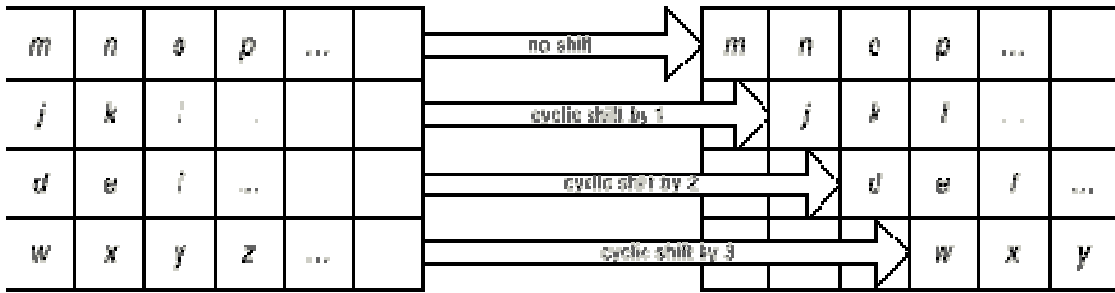 m n o p ... no shift m n o p ...
j k l . cyclic shift by 1 j k l ...
d e f ... cyclic shift by 2 d e f ...
w x y z ... cyclic shift by 3 w x y